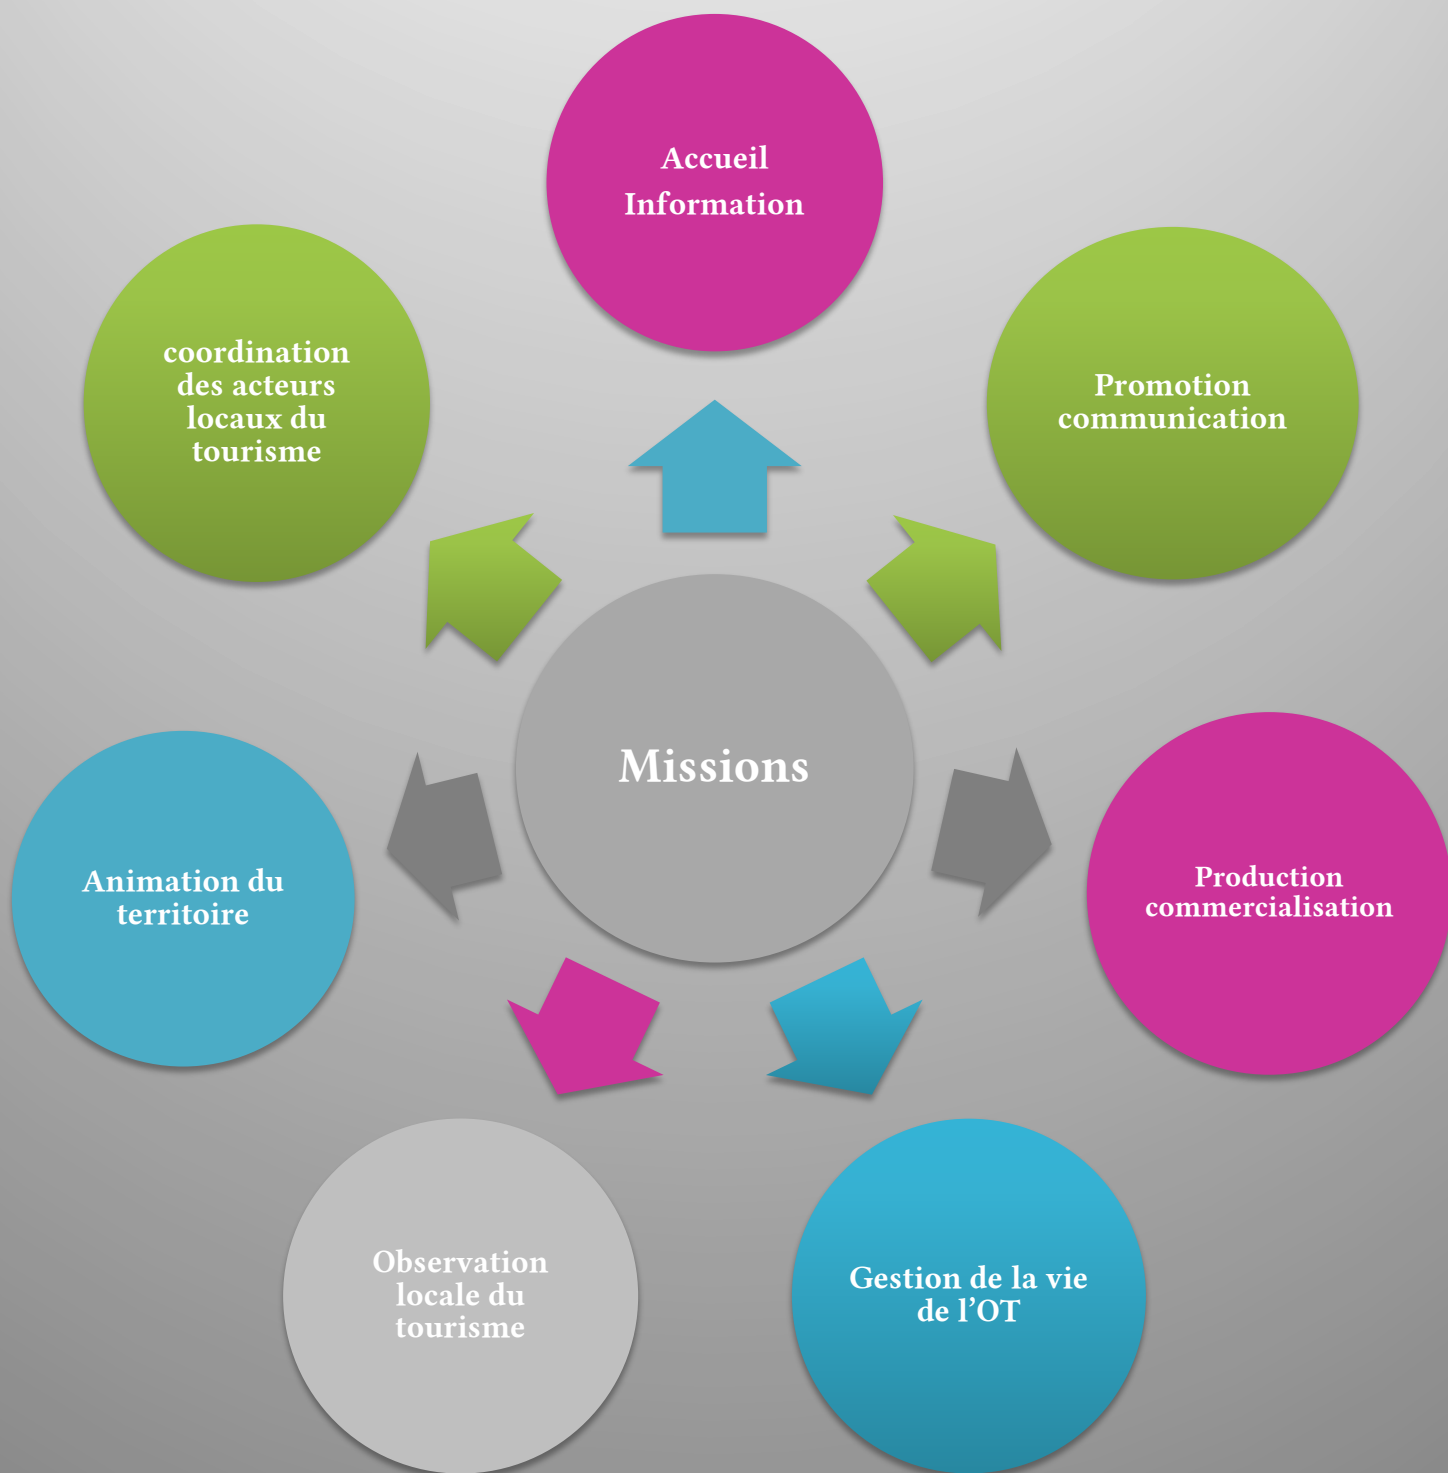 Accueil
Information
coordination
des acteurs
locaux du
tourisme
Promotion
communication
Missions
Animation du
territoire
Production
commercialisation
Observation
locale du
tourisme
Gestion de la vie
de l’OT